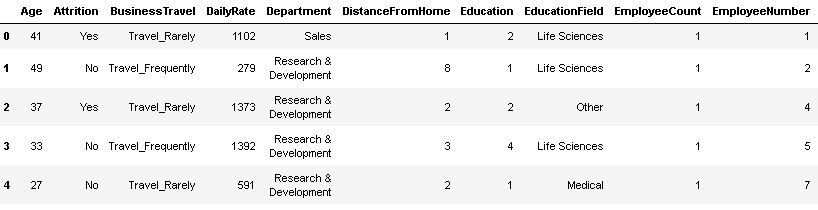 Age Attrition BusinessTravel DailyRate Department DistanceFromHome Education EducationField EmployeeCount EmployeeNumber
0 41 Yes Travel_Rarely 1102 Sales 1 2 Life Sciences 1 1
1 49 No Travel_Frequently 279 Research & Development 8 1 Life Sciences 1 2
2 37 Yes Travel_Rarely 1373 Research & Development 2 2 Other 1 4
3 33 No Travel_Frequently 1392 Research & Development 3 4 Life Sciences 1 5
4 27 No Travel_Rarely 591 Research & Development 2 1 Medical 1 7